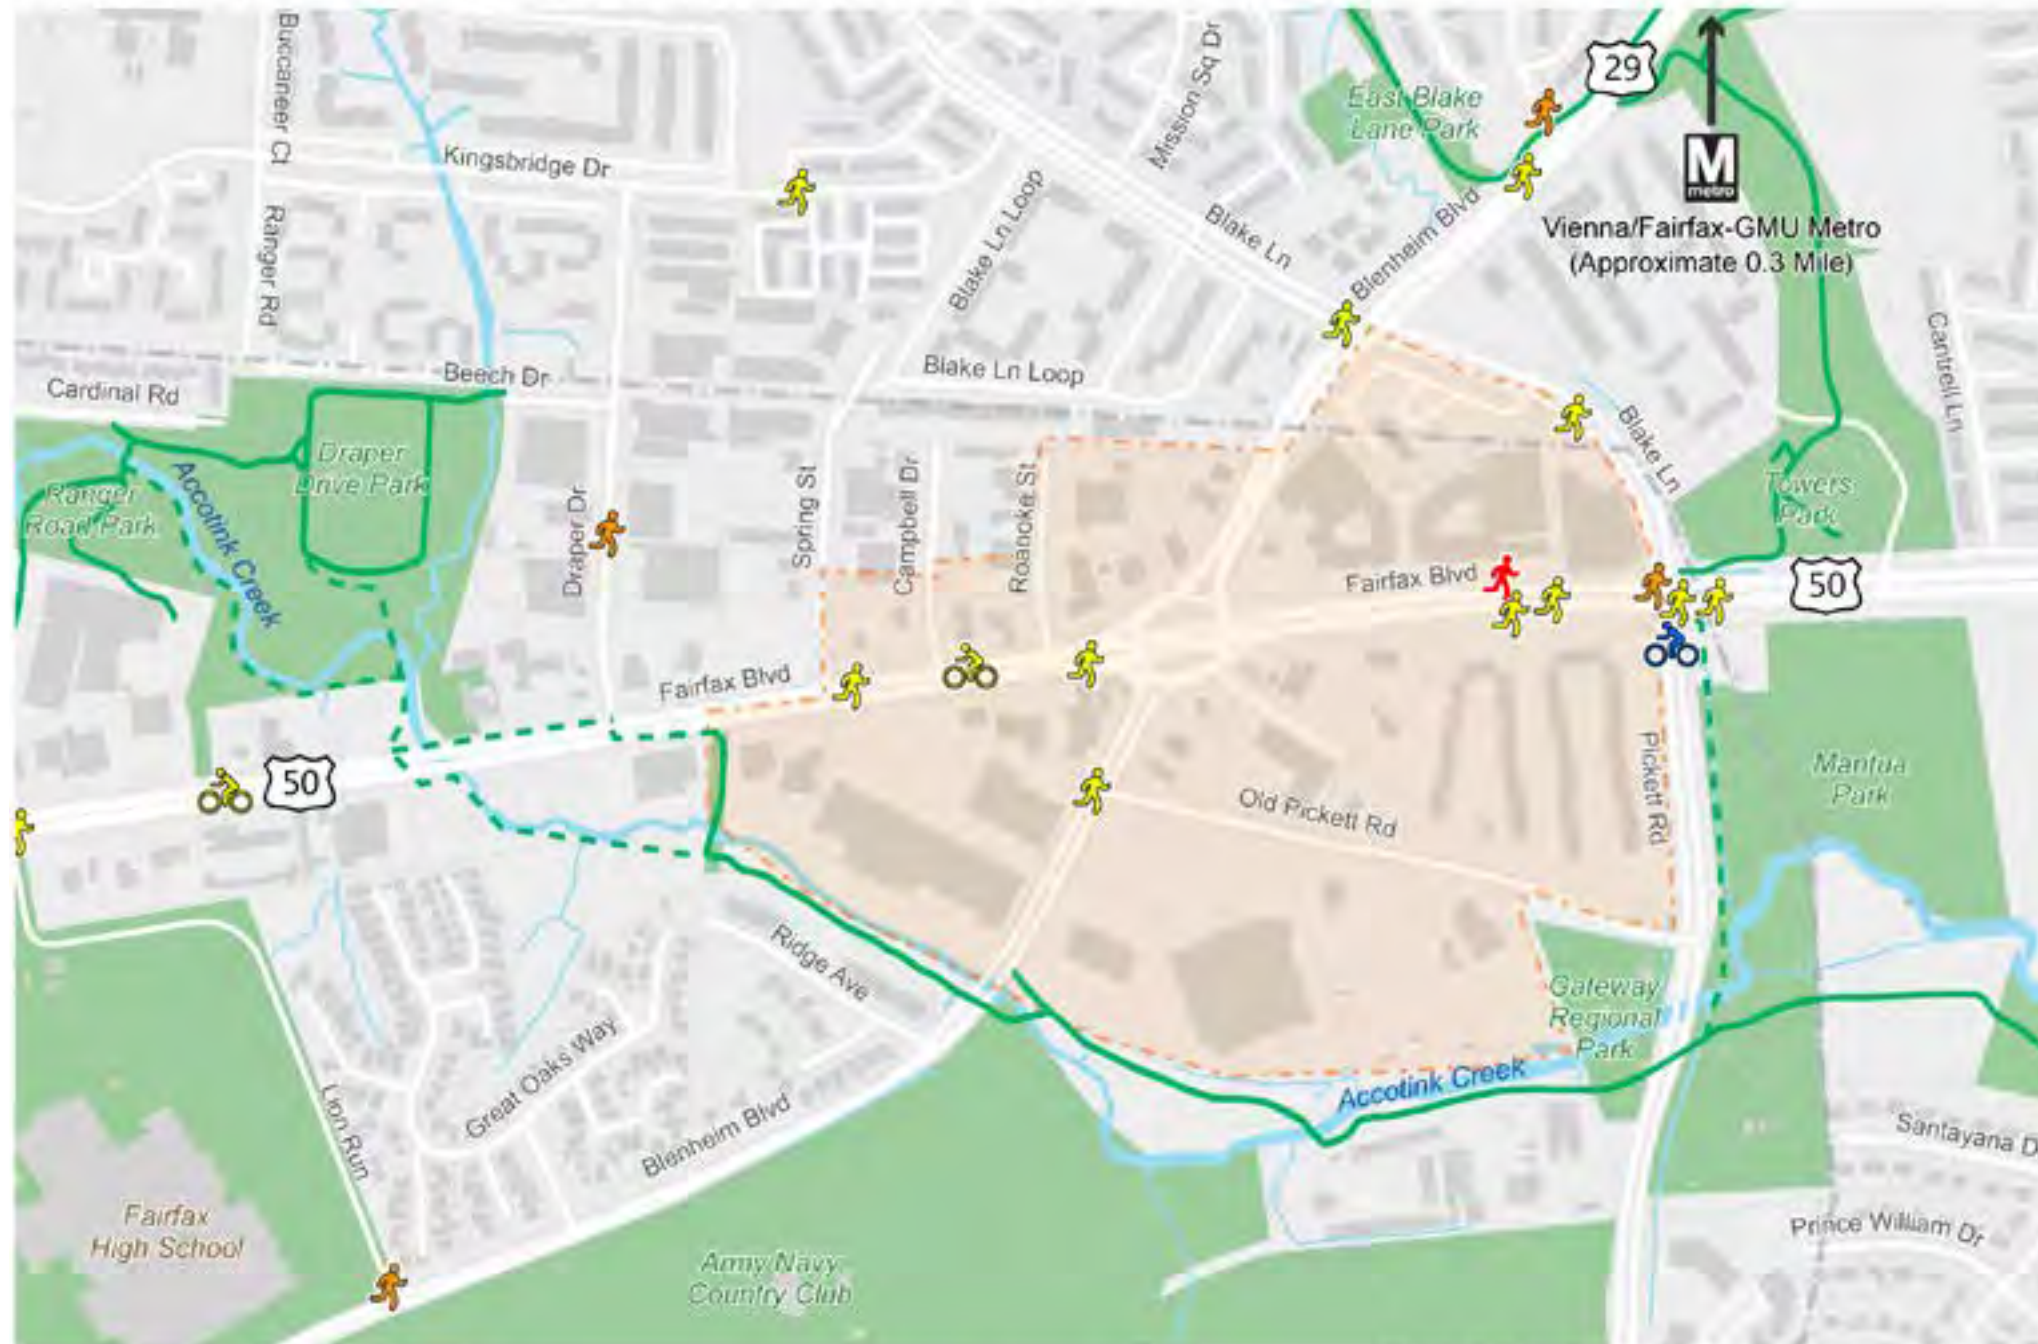 Buccaneer Ct
Mission Sq Dr
29
East Blake
Lane Park
Kingsbridge Dr
M
metro
Vienna/Fairfax-GMU Metro
(Approximate 0.3 Mile)
Ranger Rd
Blake Ln Loop
Blake Ln
Blenheim Blvd
Cantrell Ln
Cardinal Rd
Beech Dr
Blake Ln Loop
Blake Ln
Draper
Drive Park
Accotink Creek
Ranger
Road Park
Draper Dr
Spring St
Campbell Dr
Roanoke St
Towers
Park
Fairfax Blvd
50
Fairfax Blvd
50
Pickett Rd
Mantua
Park
Old Pickett Rd
Ridge Ave
Gateway
Regional
Park
Accotink Creek
Great Oaks Way
Lion Run
Blenheim Blvd
Santayana D
Fairfax
High School
Prince William Dr
Army Navy
Country Club